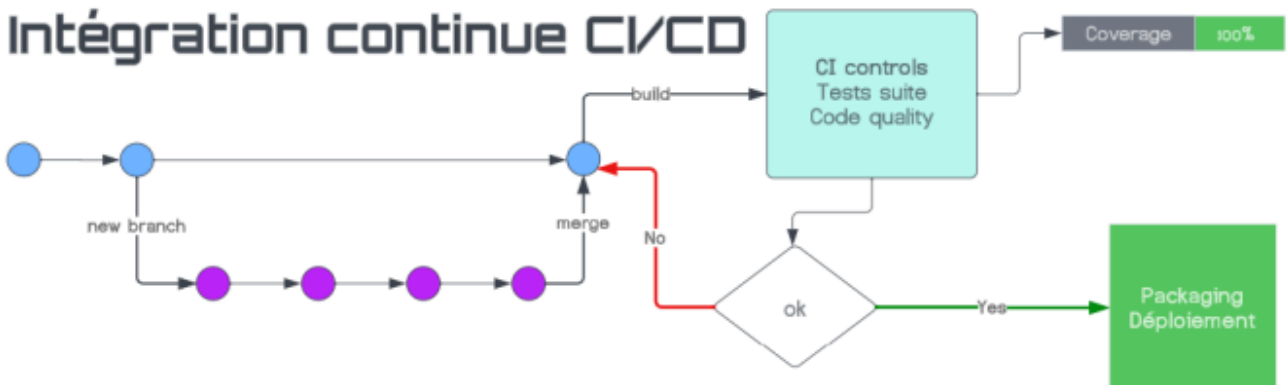 Intégration continue CI/CD
Coverage 100%
CI controls
Tests suite
Code quality
build
new branch
merge
No
ok
Yes
Packaging
Déploiement